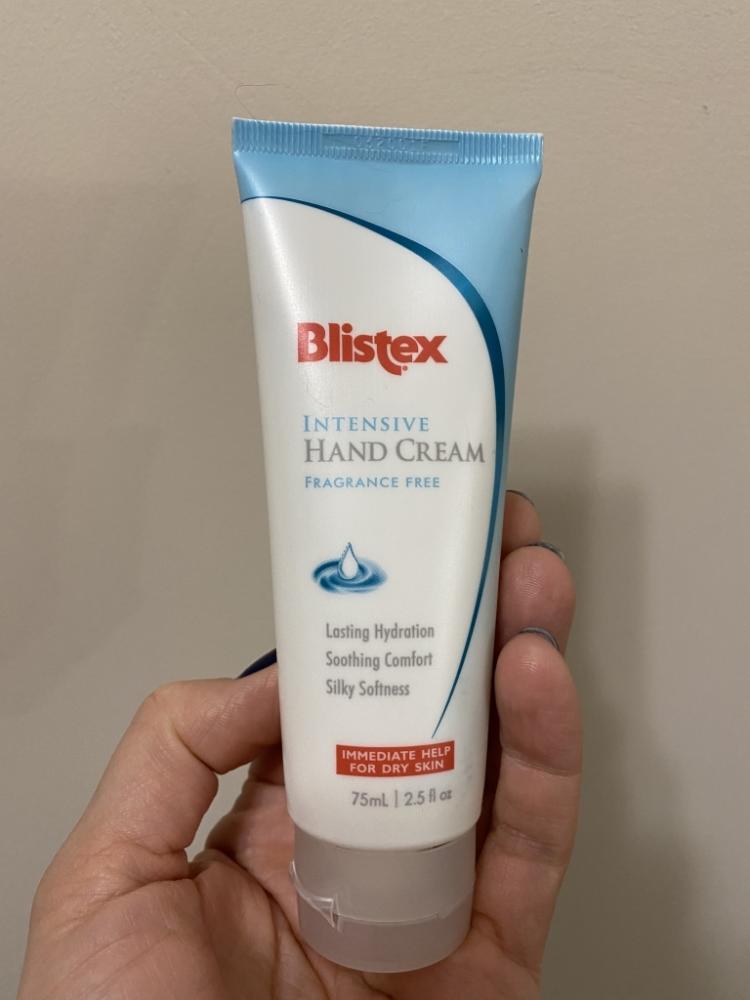 Blistex
INTENSIVE
HAND CREAM
FRAGRANCE FREE
Lasting Hydration
Soothing Comfort
Silky Softness
IMMEDIATE HELP
FOR DRY SKIN
75mL | 2.5 fl oz